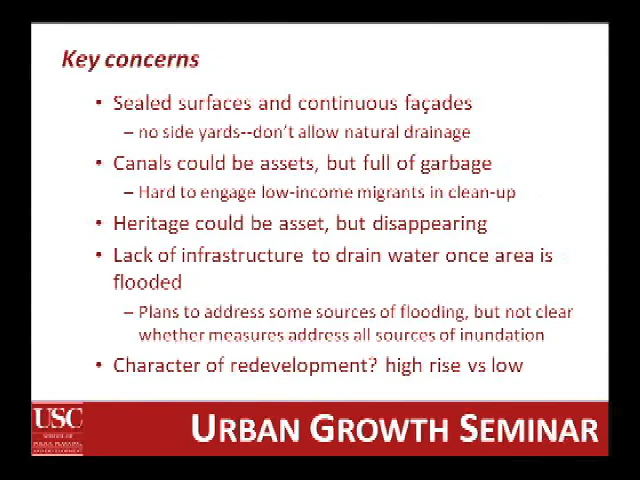 Key concerns
• Sealed surfaces and continuous façades
– no side yards--don't allow natural drainage
• Canals could be assets, but full of garbage
– Hard to engage low-income migrants in clean-up
• Heritage could be asset, but disappearing
• Lack of infrastructure to drain water once area is
flooded
– Plans to address some sources of flooding, but not clear
whether measures address all sources of inundation
• Character of redevelopment? high rise vs low
USC
URBAN GROWTH SEMINAR